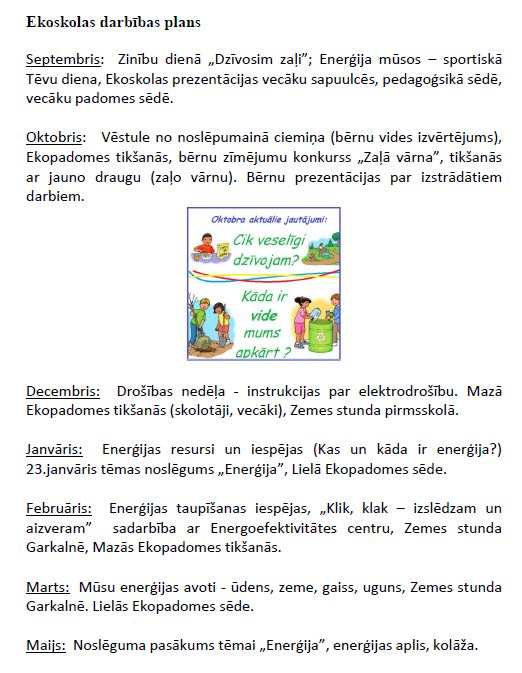 Ekoskolas darbības plans
Septembris: Zinību dienā „Dzīvosim zaļi”; Enerģija mūsos – sportiskā
Tēvu diena, Ekoskolas prezentācijas vecāku sapuulcēs, pedagoģsikā sēdē,
vecāku padomes sēdē.
Oktobris: Vēstule no noslēpumainā ciemiņa (bērnu vides izvērtējums),
Ekopadomes tikšanās, bērnu zīmējumu konkurss „Zaļā vārna”, tikšanās
ar jauno draugu (zaļo vārnu). Bērnu prezentācijas par izstrādātiem
darbiem.
Oktobra aktuālie jautājumi:
Cik veselīgi
dzīvojam?
Kāda ir
vide
mums
apkārt ?
Decembris: Drošības nedēļa - instrukcijas par elektrodrošību. Mazā
Ekopadomes tikšanās (skolotāji, vecāki), Zemes stunda pirmsskolā.
Janvāris: Enerģijas resursi un iespējas (Kas un kāda ir enerģija?)
23.janvāris tēmas noslēgums „Enerģija”, Lielā Ekopadomes sēde.
Februāris: Enerģijas taupīšanas iespējas, „Klik, klak – izslēdzam un
aizveram” sadarbība ar Energoefektivitātes centru, Zemes stunda
Garkalnē, Mazās Ekopadomes tikšanās.
Marts: Mūsu enerģijas avoti - ūdens, zeme, gaiss, uguns, Zemes stunda
Garkalnē. Lielās Ekopadomes sēde.
Maijs: Noslēguma pasākums tēmai „Enerģija”, enerģijas aplis, kolāža.